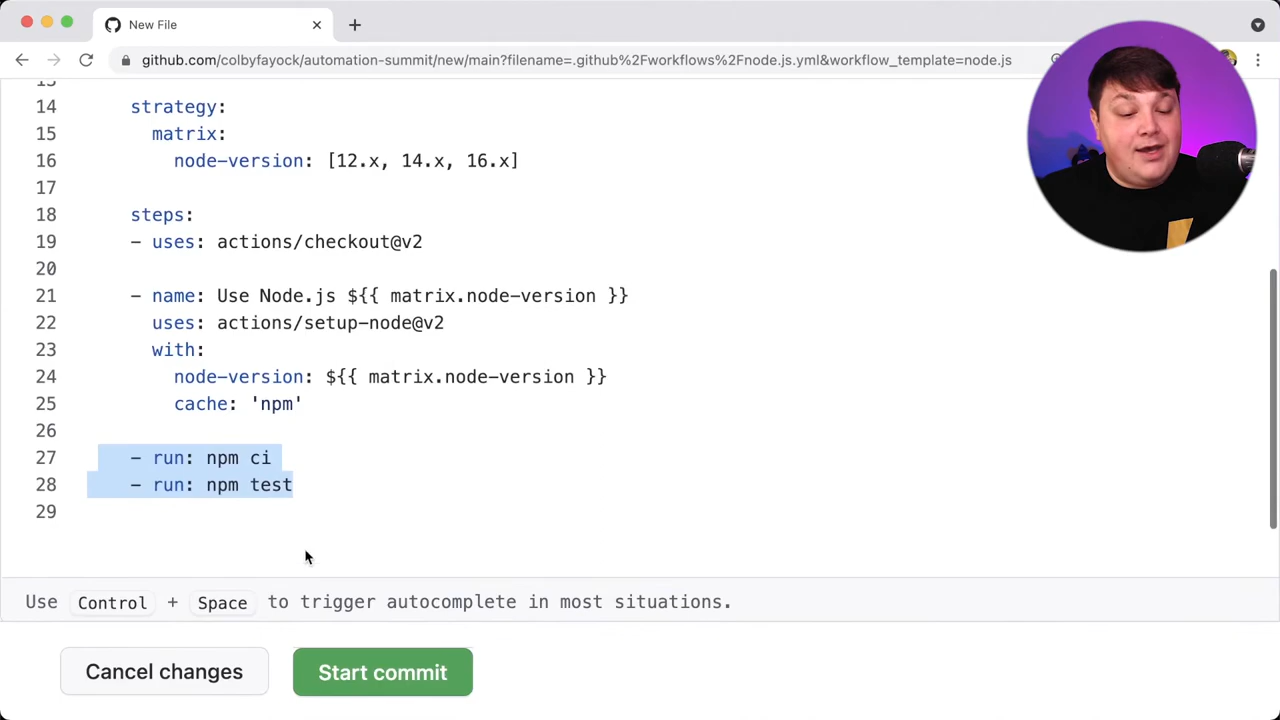 New File
github.com/colbyfayock/automation-summit/new/main?filename=.github%2Fworkflows%2Fnode.js.yml&workflow_template=node.js
14 strategy:
15 matrix:
16 node-version: [12.x, 14.x, 16.x]
17
18 steps:
19 - uses: actions/checkout@v2
20
21 - name: Use Node.js ${{ matrix.node-version }}
22 uses: actions/setup-node@v2
23 with:
24 node-version: ${{ matrix.node-version }}
25 cache: 'npm'
26
27 - run: npm ci
28 - run: npm test
29
Use Control + Space to trigger autocomplete in most situations.
Cancel changes Start commit